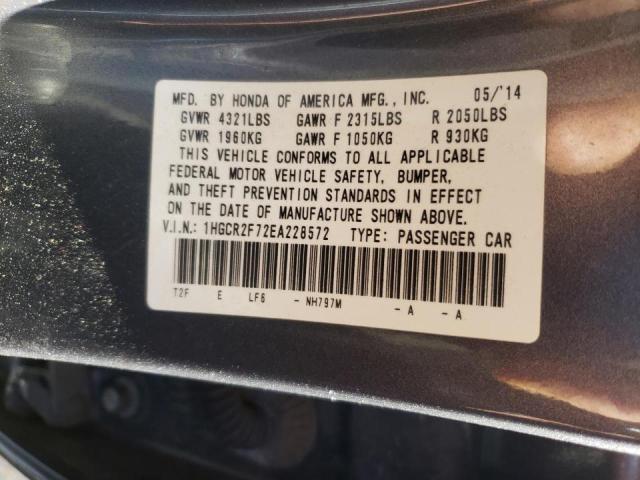 MFD. BY HONDA OF AMERICA MFG., INC. 05/'14
GVWR 4321LBS GAWR F 2315LBS R 2050LBS
GVWR 1960KG GAWR F 1050KG R 930KG
THIS VEHICLE CONFORMS TO ALL APPLICABLE
FEDERAL MOTOR VEHICLE SAFETY, BUMPER,
AND THEFT PREVENTION STANDARDS IN EFFECT
ON THE DATE OF MANUFACTURE SHOWN ABOVE.
V.I.N.: 1HGCR2F72EA228572 TYPE: PASSENGER CAR
T2F E LF6 - NH797M - A - A